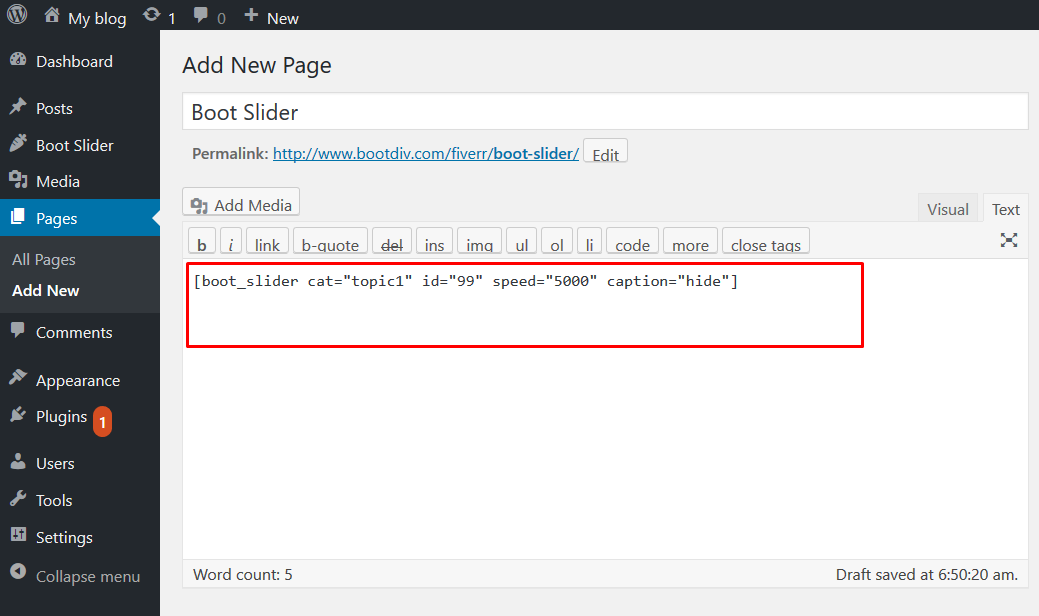 My blog 1 0 New
Dashboard
Posts
Boot Slider
Media
Pages
All Pages
Add New
Comments
Appearance
Plugins 1
Users
Tools
Settings
Collapse menu
Add New Page
Boot Slider
Permalink: http://www.bootdiv.com/fiverr/boot-slider/ Edit
Add Media
Visual Text
b i link b-quote del ins img ul ol li code more close tags
[boot_slider cat="topic1" id="99" speed="5000" caption="hide"]
Word count: 5 Draft saved at 6:50:20 am.